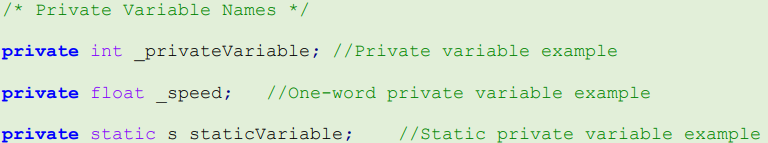 /* Private Variable Names */
private int _privateVariable; //Private variable example
private float _speed; //One-word private variable example
private static s staticVariable; //Static private variable example